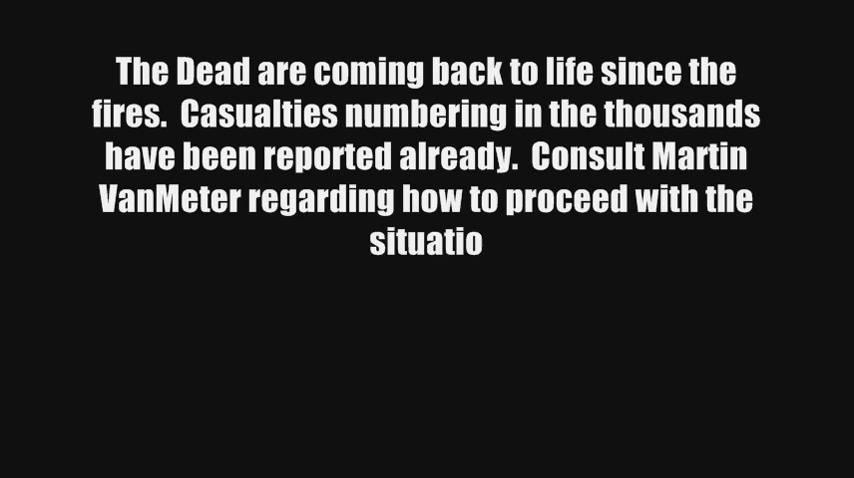 The Dead are coming back to life since the
fires.  Casualties numbering in the thousands
have been reported already.  Consult Martin
VanMeter regarding how to proceed with the
situatio